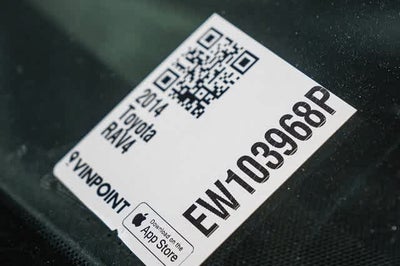 2014
Toyota
RAV4
VINPOINT
Download on the
App Store
EW103968P